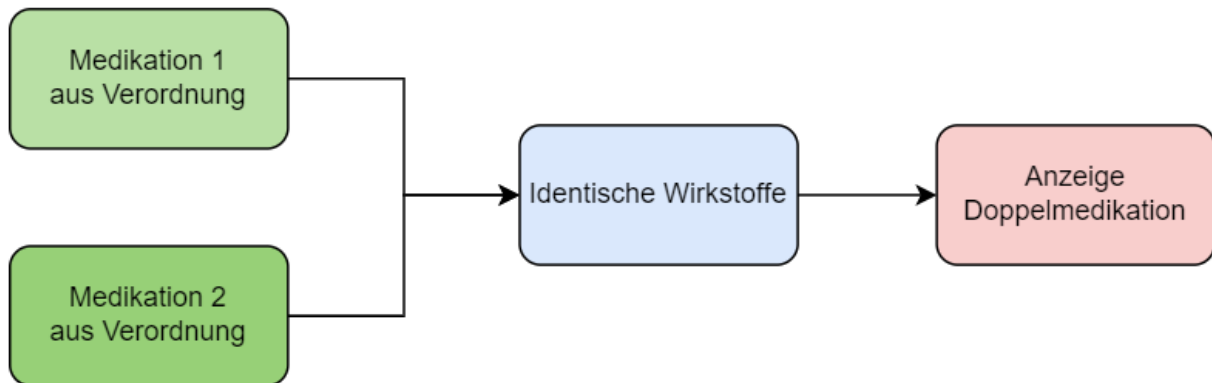 Medikation 1
aus Verordnung
Medikation 2
aus Verordnung
Identische Wirkstoffe
Anzeige
Doppelmedikation